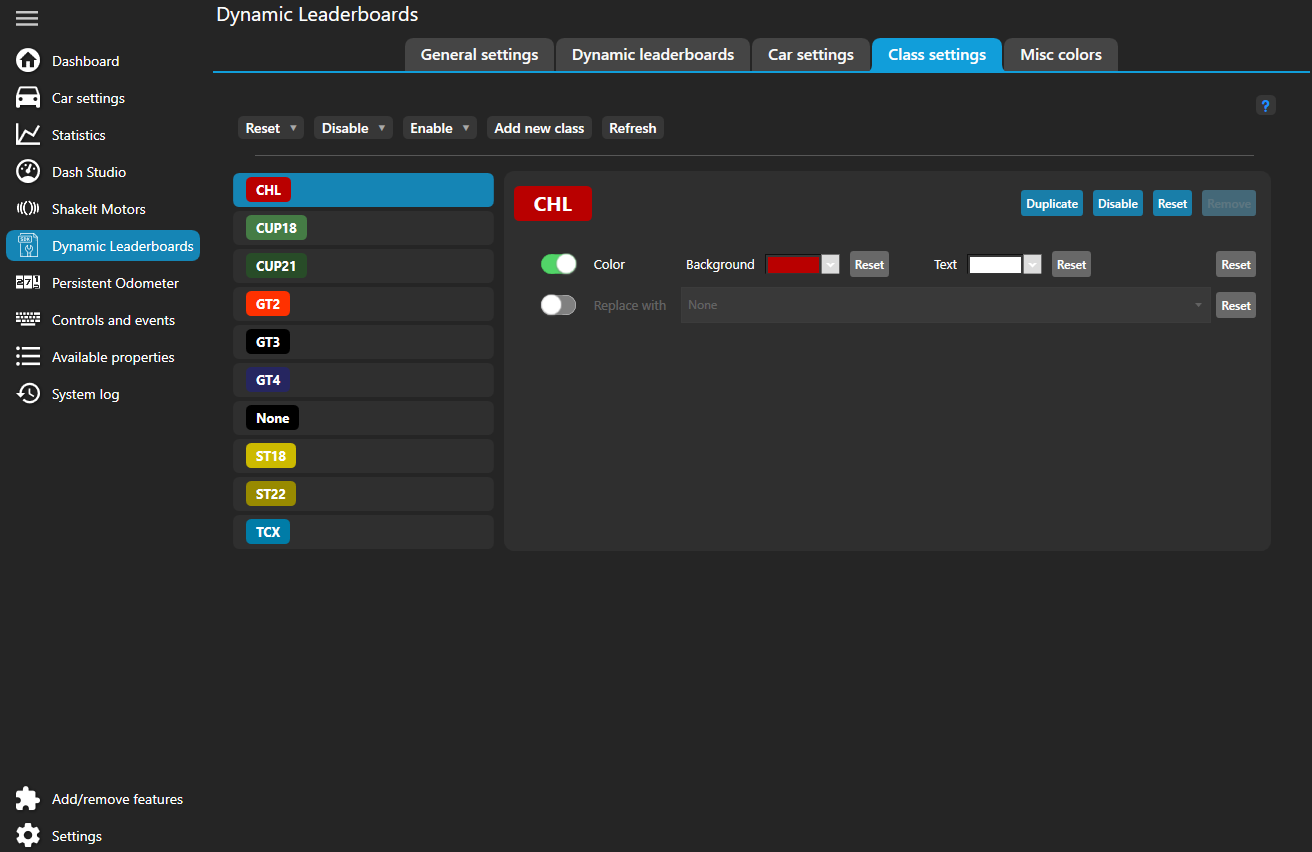 Dynamic Leaderboards
General settings
Dynamic leaderboards
Car settings
Class settings
Misc colors
Dashboard
Car settings
Statistics
Dash Studio
ShakeIt Motors
Dynamic Leaderboards
Persistent Odometer
Controls and events
Available properties
System log
Add/remove features
Settings
?
Reset
Disable
Enable
Add new class
Refresh
CHL
CUP18
CUP21
GT2
GT3
GT4
None
ST18
ST22
TCX
CHL
Duplicate
Disable
Reset
Remove
Color
Background
Reset
Text
Reset
Reset
Replace with
None
Reset